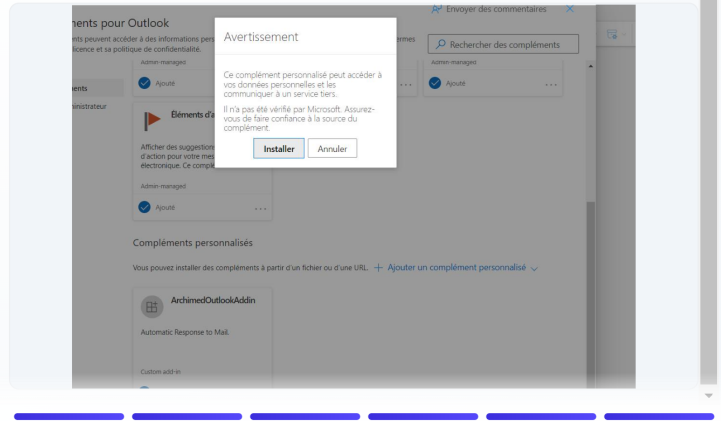 nents pour Outlook
Envoyer des commentaires
ents peuvent accéder à des informations pers
ermes
licence et sa politique de confidentialité.
Rechercher des compléments
Avertissement
Ce complément personnalisé peut accéder à
vos données personnelles et les
communiquer à un service tiers.
Il n'a pas été vérifié par Microsoft. Assurez-
vous de faire confiance à la source du
complément.
Installer
Annuler
Admin-managed
Admin-managed
ments
Ajouté
...
Ajouté
...
ministrateur
Éléments d'a
Afficher des suggestions
d'action pour votre mes
électronique. Ce complé
Admin-managed
Ajouté
...
Compléments personnalisés
Vous pouvez installer des compléments à partir d'un fichier ou d'une URL.
Ajouter un complément personnalisé
ArchimedOutlookAddin
Automatic Response to Mail.
Custom add-in